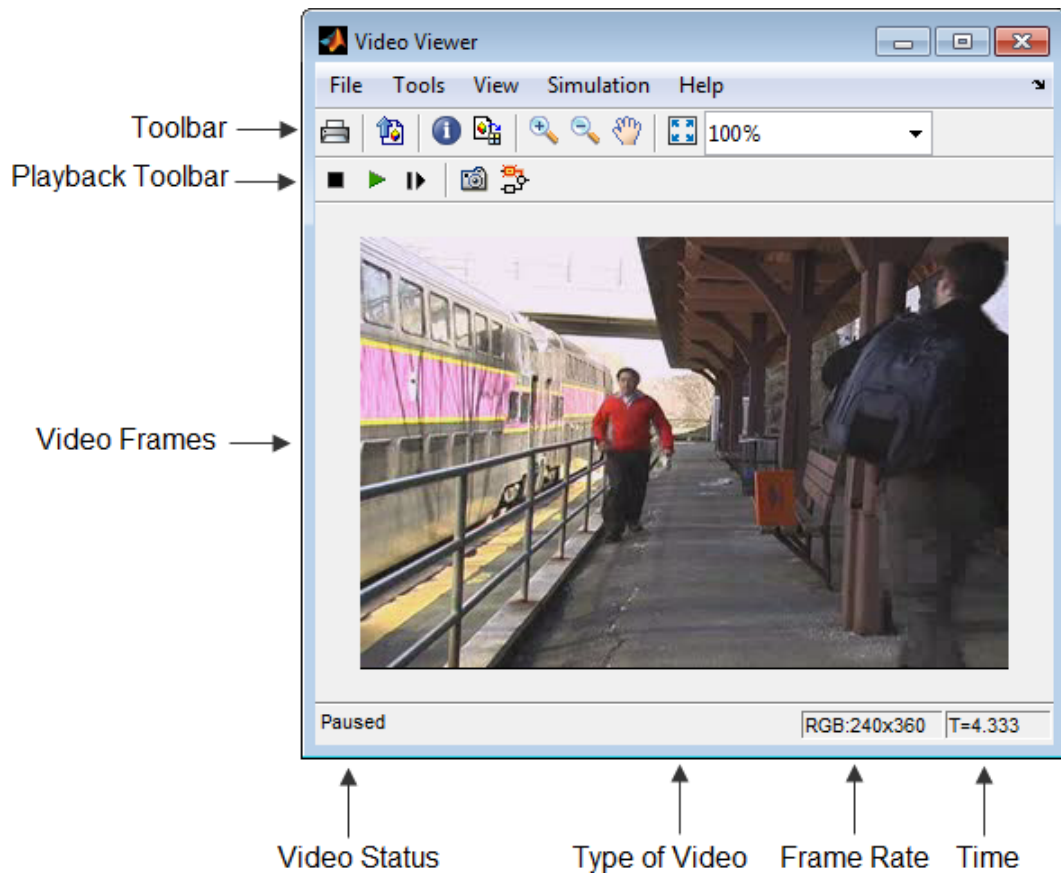 Video Viewer
File Tools View Simulation Help
Toolbar
100%
Playback Toolbar
Video Frames
Paused
RGB:240x360
T=4.333
Video Status
Type of Video
Frame Rate
Time